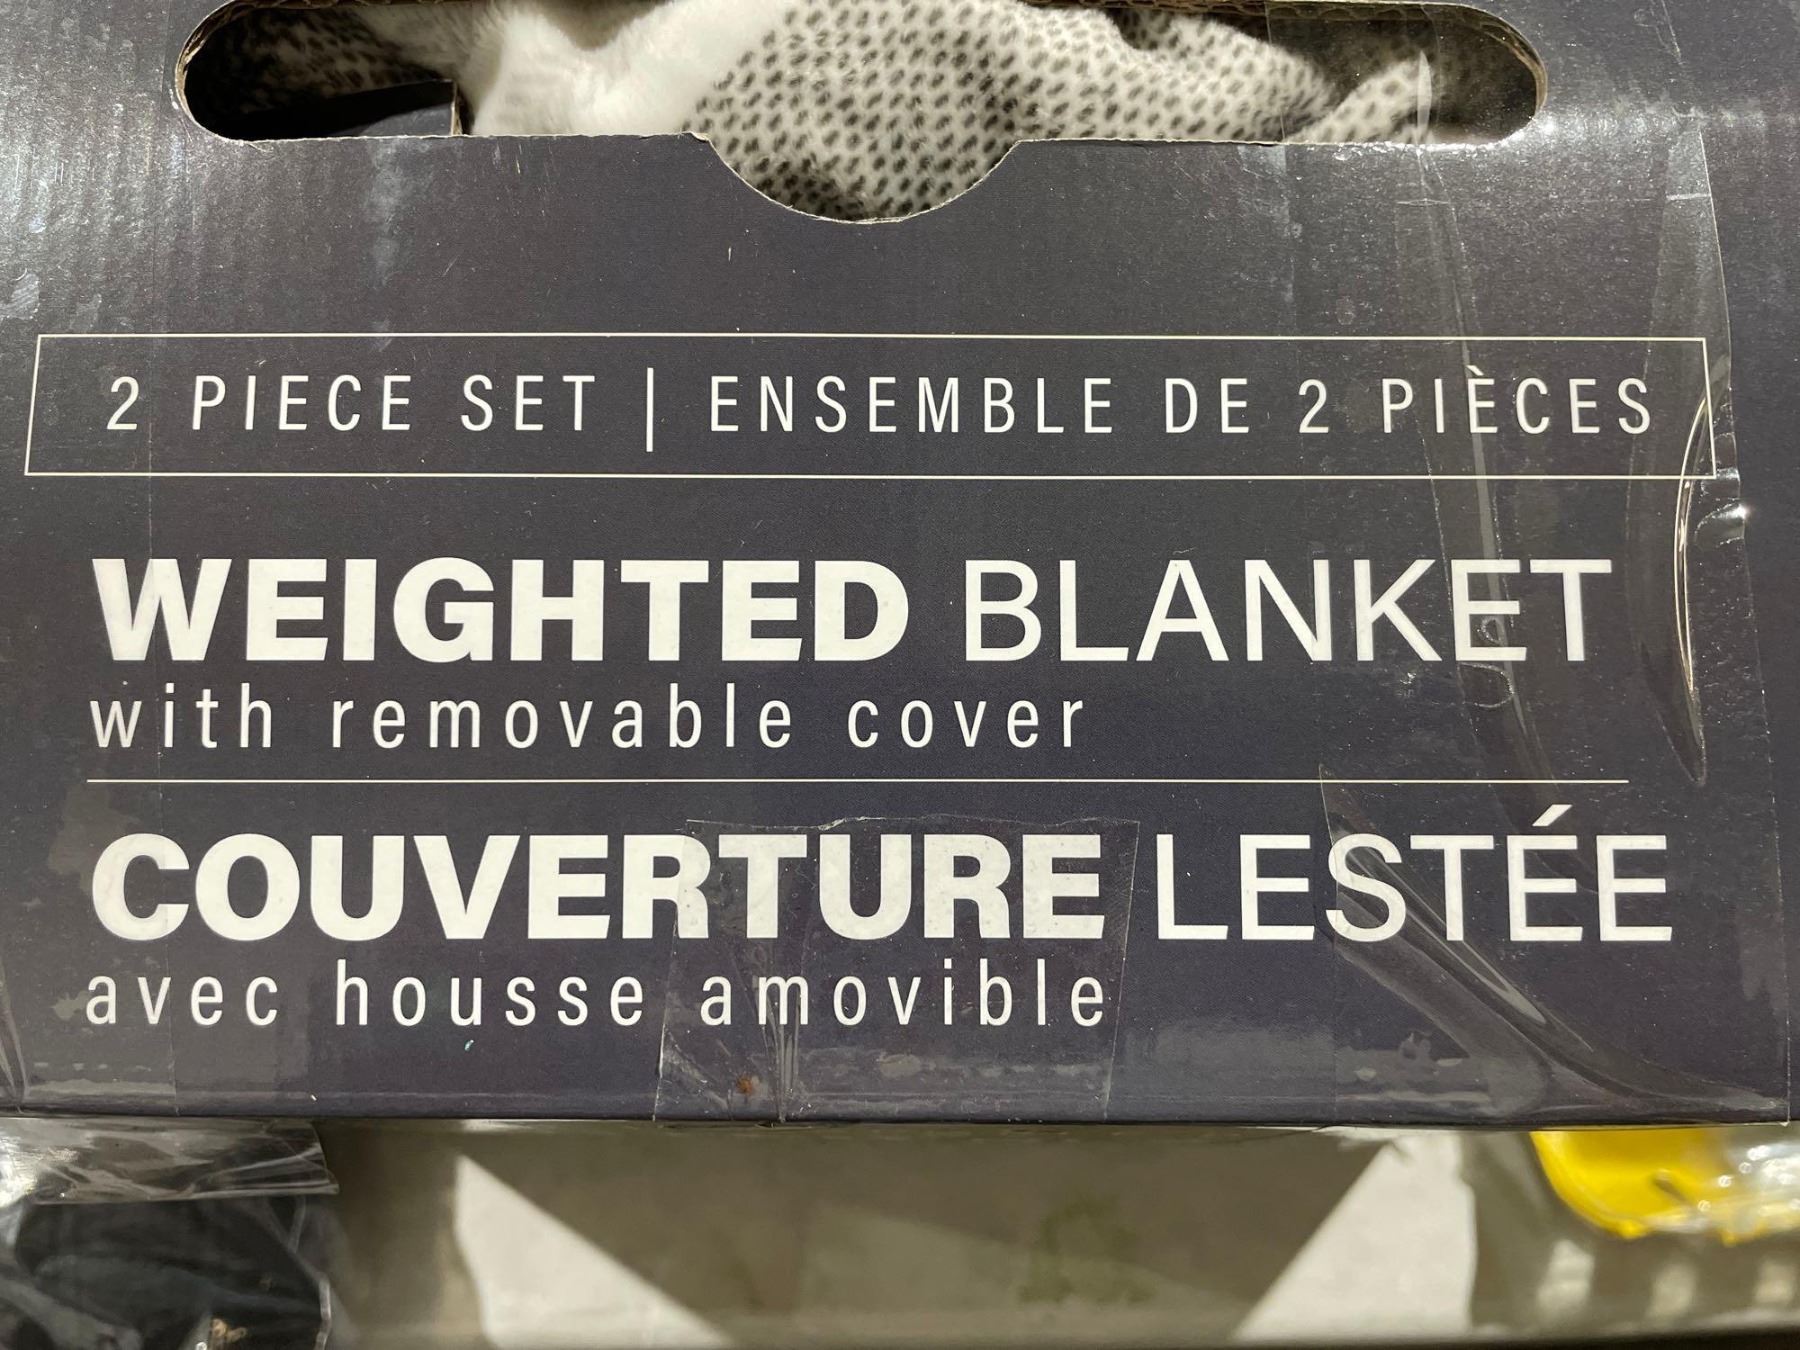 2 PIECE SET | ENSEMBLE DE 2 PIÈCES
WEIGHTED BLANKET
with removable cover
COUVERTURE LESTÉE
avec housse amovible